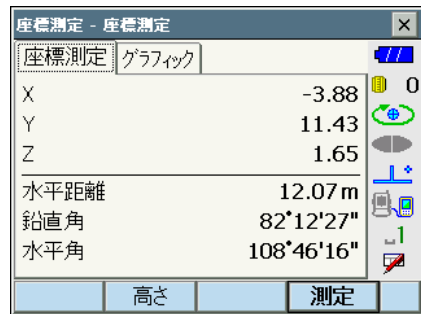 座標測定 - 座標測定
座標測定 グラフィック
X -3.88
Y 11.43
Z 1.65
水平距離 12.07 m
鉛直角 82°12'27"
水平角 108°46'16"
0
1
高さ 測定